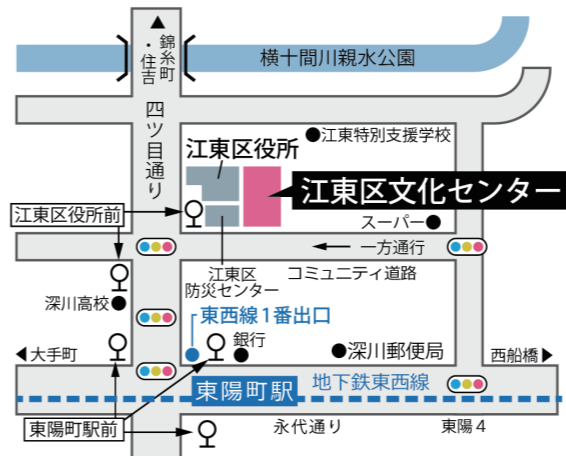 錦糸町
・住吉
横十間川親水公園
四ツ目通り
江東特別支援学校
江東区役所
江東区文化センター
江東区役所前
スーパー
一方通行
江東区
防災センター
コミュニティ道路
深川高校
東西線1番出口
銀行
深川郵便局
大手町
西船橋
東陽町駅
地下鉄東西線
東陽町駅前
永代通り
東陽4